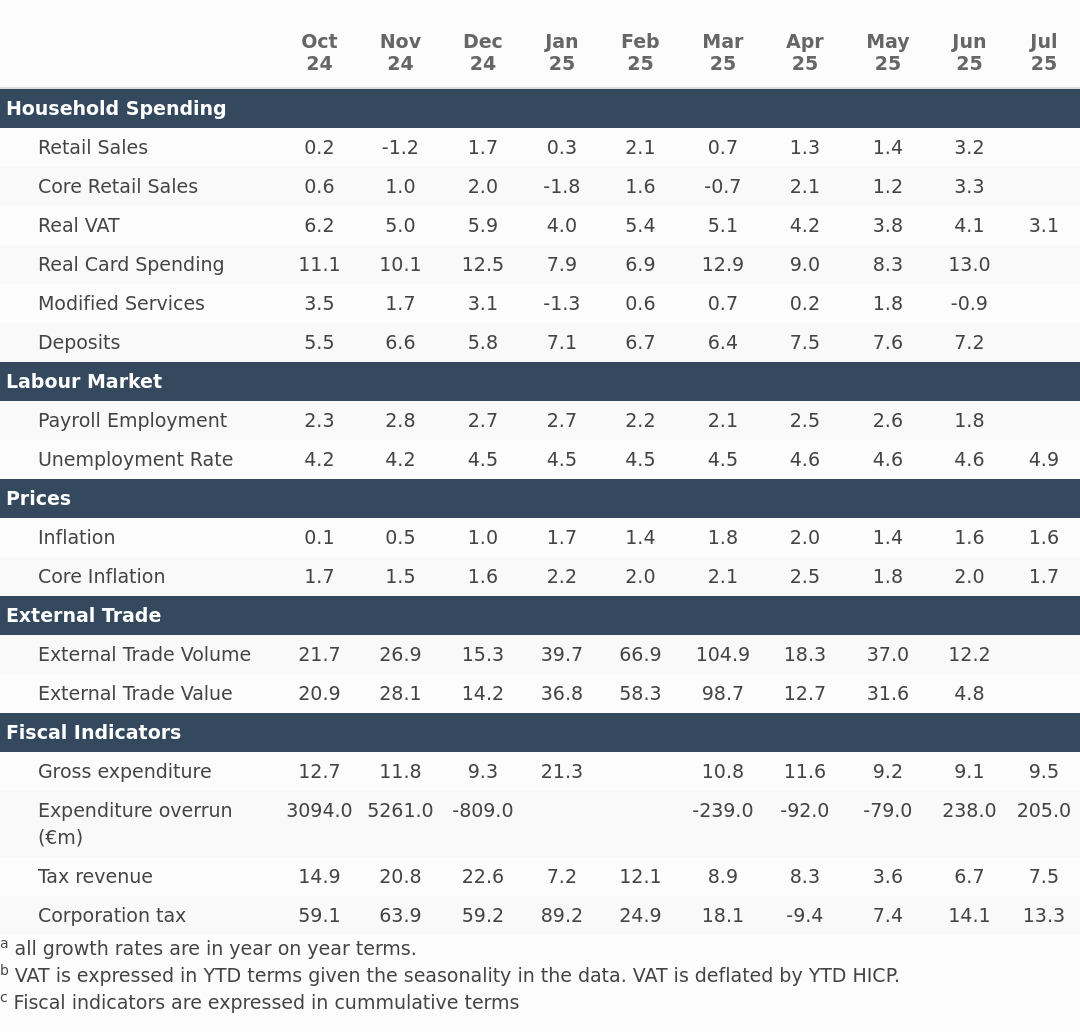 Oct 24 Nov 24 Dec 24 Jan 25 Feb 25 Mar 25 Apr 25 May 25 Jun 25 Jul 25
Household Spending
Retail Sales 0.2 -1.2 1.7 0.3 2.1 0.7 1.3 1.4 3.2
Core Retail Sales 0.6 1.0 2.0 -1.8 1.6 -0.7 2.1 1.2 3.3
Real VAT 6.2 5.0 5.9 4.0 5.4 5.1 4.2 3.8 4.1 3.1
Real Card Spending 11.1 10.1 12.5 7.9 6.9 12.9 9.0 8.3 13.0
Modified Services 3.5 1.7 3.1 -1.3 0.6 0.7 0.2 1.8 -0.9
Deposits 5.5 6.6 5.8 7.1 6.7 6.4 7.5 7.6 7.2
Labour Market
Payroll Employment 2.3 2.8 2.7 2.7 2.2 2.1 2.5 2.6 1.8
Unemployment Rate 4.2 4.2 4.5 4.5 4.5 4.5 4.6 4.6 4.6 4.9
Prices
Inflation 0.1 0.5 1.0 1.7 1.4 1.8 2.0 1.4 1.6 1.6
Core Inflation 1.7 1.5 1.6 2.2 2.0 2.1 2.5 1.8 2.0 1.7
External Trade
External Trade Volume 21.7 26.9 15.3 39.7 66.9 104.9 18.3 37.0 12.2
External Trade Value 20.9 28.1 14.2 36.8 58.3 98.7 12.7 31.6 4.8
Fiscal Indicators
Gross expenditure 12.7 11.8 9.3 21.3 10.8 11.6 9.2 9.1 9.5
Expenditure overrun (€m) 3094.0 5261.0 -809.0 -239.0 -92.0 -79.0 238.0 205.0
Tax revenue 14.9 20.8 22.6 7.2 12.1 8.9 8.3 3.6 6.7 7.5
Corporation tax 59.1 63.9 59.2 89.2 24.9 18.1 -9.4 7.4 14.1 13.3
a all growth rates are in year on year terms.
b VAT is expressed in YTD terms given the seasonality in the data. VAT is deflated by YTD HICP.
c Fiscal indicators are expressed in cummulative terms